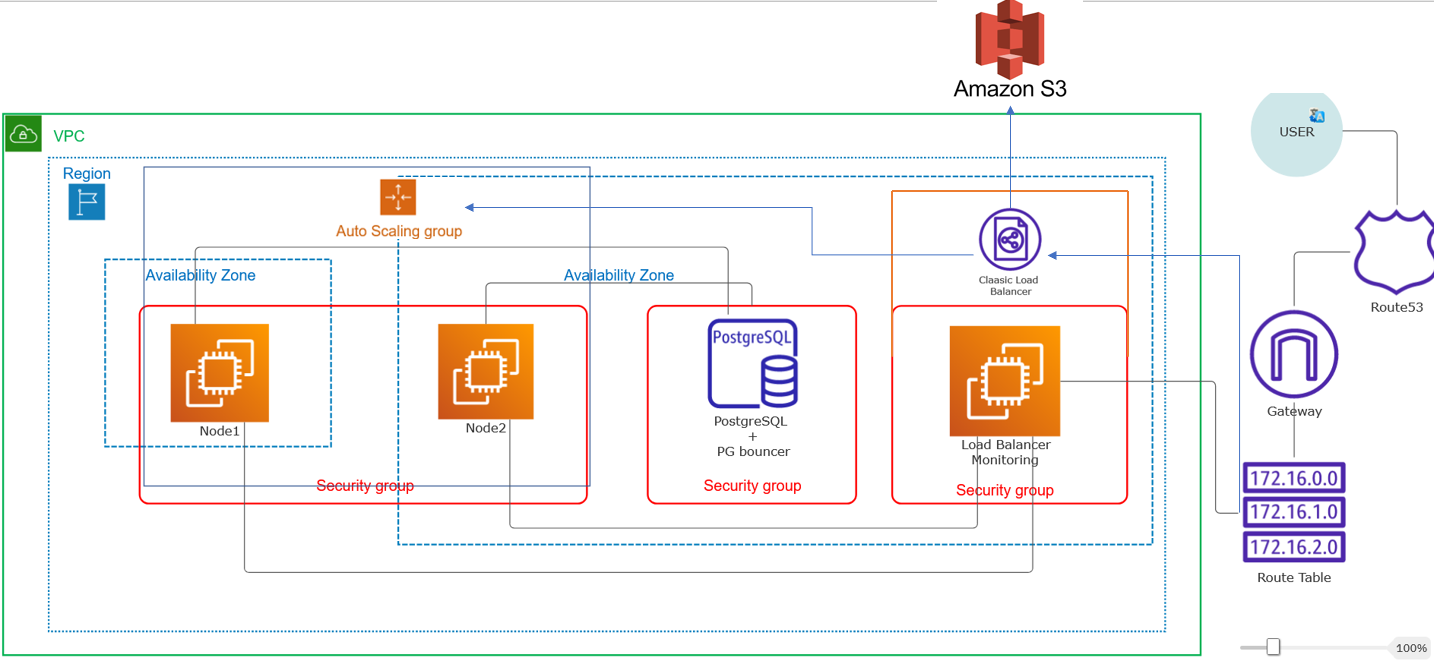 Amazon S3
USER
VPC
Region
Auto Scaling group
Availability Zone
Availability Zone
Claasic Load
Balancer
Route53
PostgreSQL
Node1
Node2
PostgreSQL
+
PG bouncer
Load Balancer
Monitoring
Gateway
Security group
Security group
Security group
172.16.0.0
172.16.1.0
172.16.2.0
Route Table
100%